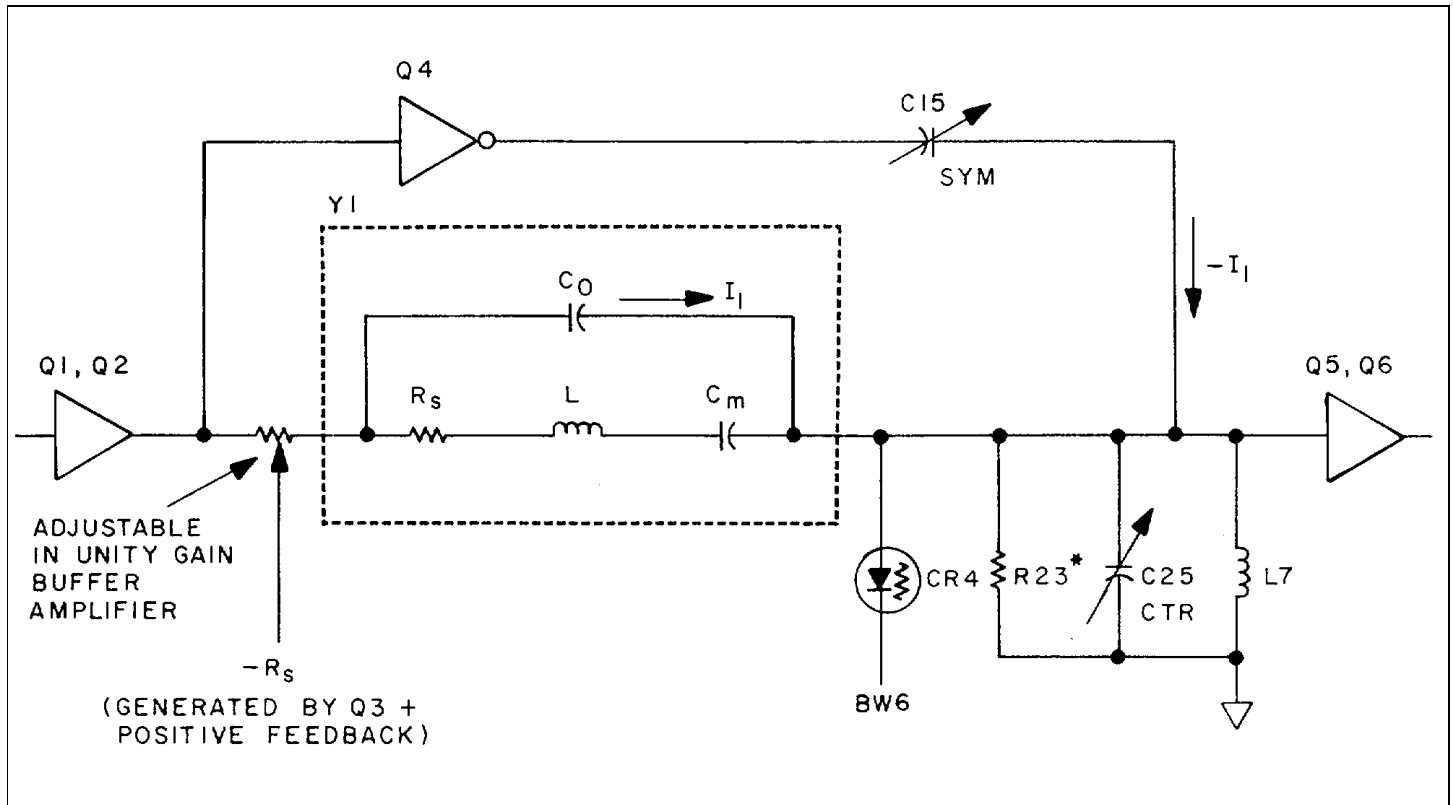 Q4
C15
SYM
Y1
-I1
C0
I1
Q1, Q2
Rs
L
Cm
Q5, Q6
ADJUSTABLE
IN UNITY GAIN
BUFFER
AMPLIFIER
CR4
R23*
C25
CTR
L7
-Rs
(GENERATED BY Q3 +
POSITIVE FEEDBACK)
BW6